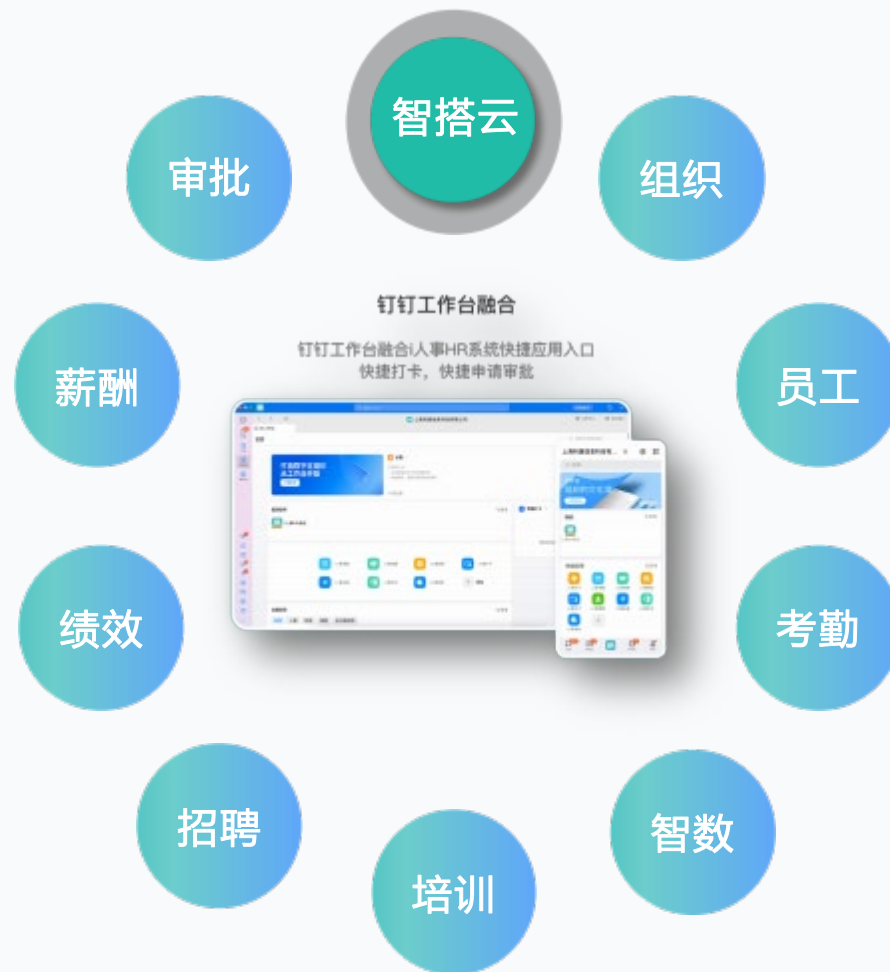 智搭云
审批
组织
钉钉工作台融合
钉钉工作台融合i人事HR系统快捷应用入口
快捷打卡，快捷申请审批
薪酬
员工
绩效
考勤
招聘
智数
培训